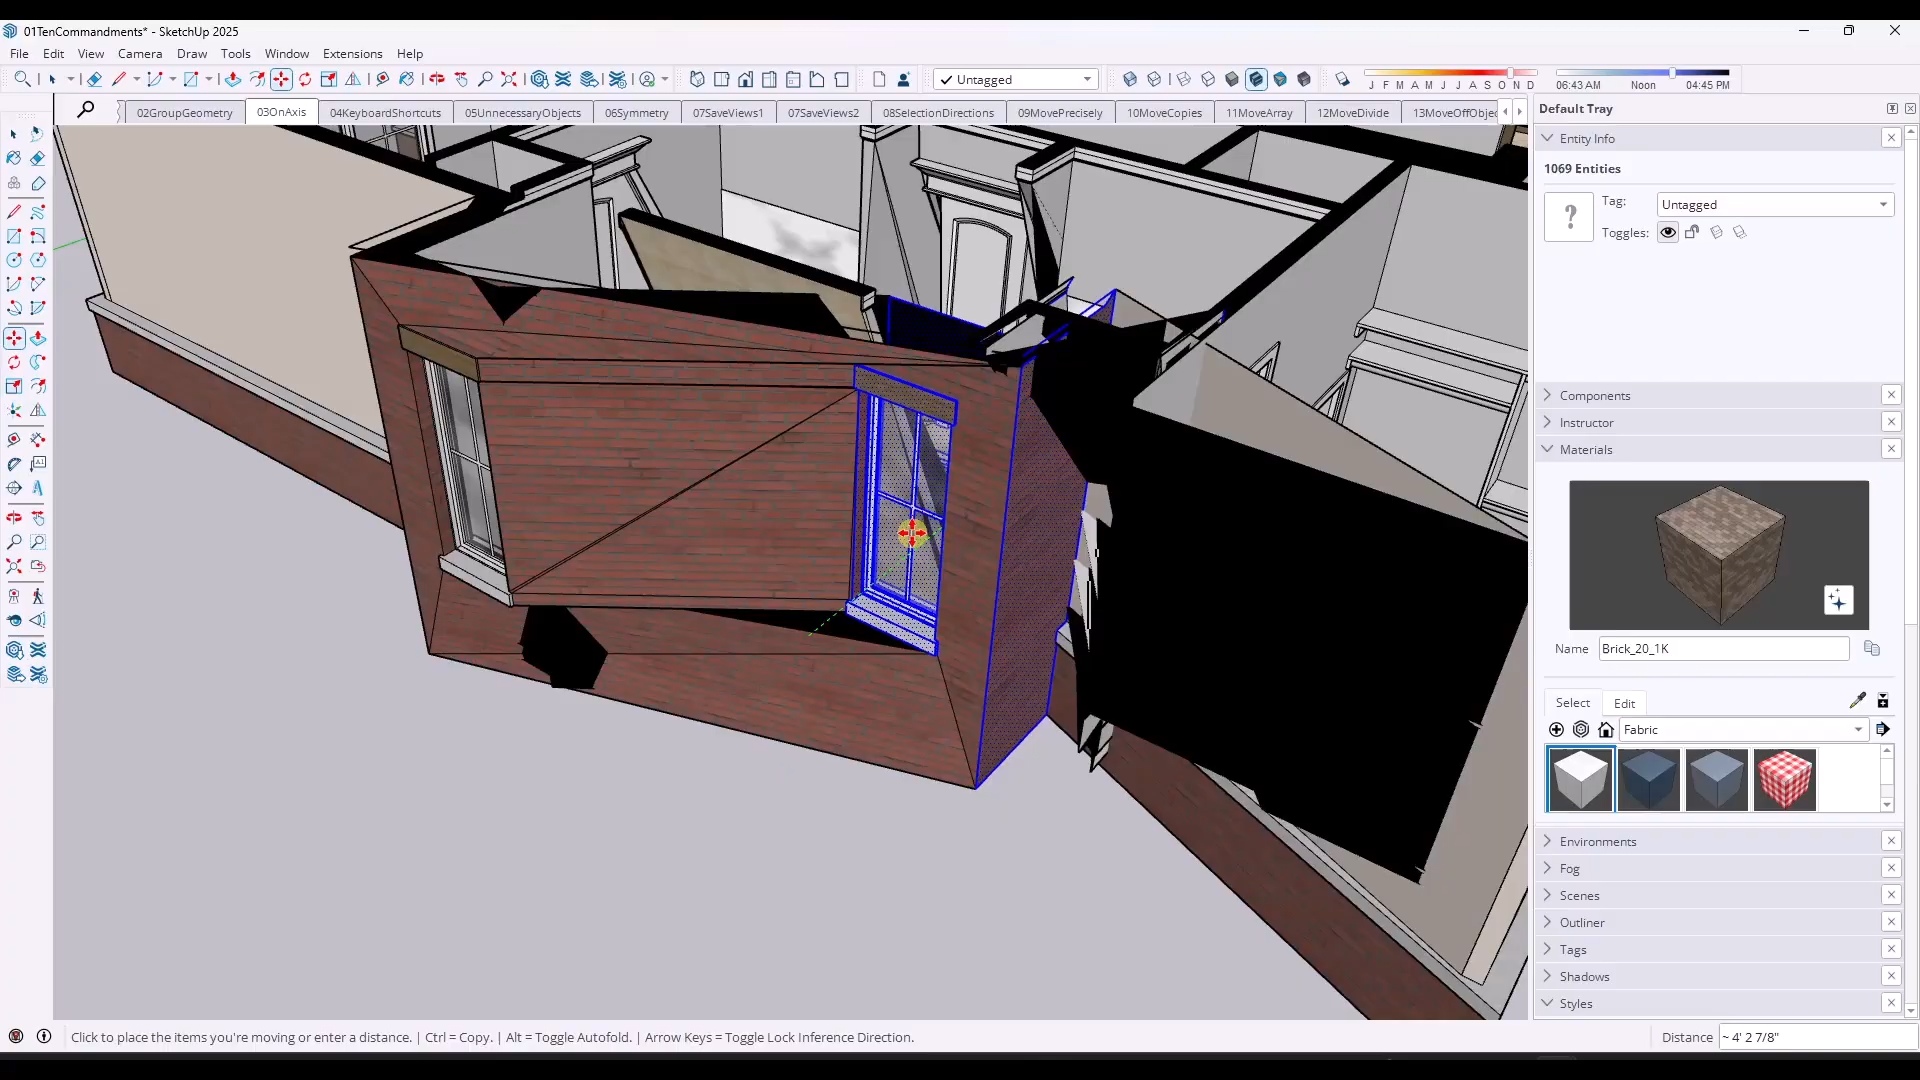 01TenCommandments* - SketchUp 2025
File Edit View Camera Draw Tools Window Extensions Help
Untagged
J F M A M J J A S O N D 06:43 AM Noon 04:45 PM
02GroupGeometry 03OnAxis 04KeyboardShortcuts 05UnnecessaryObjects 06Symmetry 07SaveViews1 07SaveViews2 08SelectionDirections 09MovePrecisely 10MoveCopies 11MoveArray 12MoveDivide 13MoveOffObjec
Default Tray
Entity Info
1069 Entities
?
Tag: Untagged
Toggles:
Components
Instructor
Materials
Name Brick_20_1K
Select Edit
Fabric
Environments
Fog
Scenes
Outliner
Tags
Shadows
Styles
Click to place the items you're moving or enter a distance. | Ctrl = Copy. | Alt = Toggle Autofold. | Arrow Keys = Toggle Lock Inference Direction.
Distance ~ 4' 2 7/8"